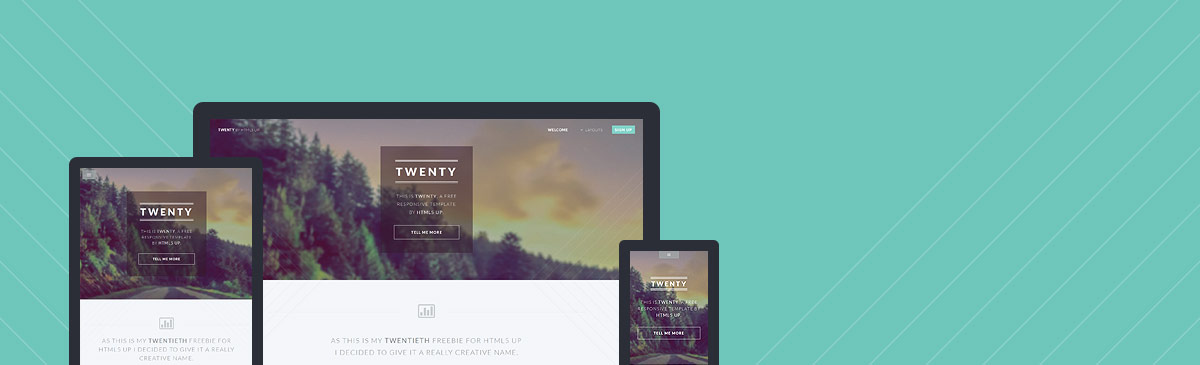 TWENTY BY HTML5 UP
WELCOME
LAYOUTS
SIGN UP
TWENTY
THIS IS TWENTY, A FREE
RESPONSIVE TEMPLATE
BY HTML5 UP.
TELL ME MORE
AS THIS IS MY TWENTIETH FREEBIE FOR HTML5 UP
I DECIDED TO GIVE IT A REALLY CREATIVE NAME.
TWENTY
THIS IS TWENTY, A FREE
RESPONSIVE TEMPLATE
BY HTML5 UP.
TELL ME MORE
AS THIS IS MY TWENTIETH FREEBIE FOR
HTML5 UP I DECIDED TO GIVE IT A REALLY
CREATIVE NAME.
TWENTY
THIS IS TWENTY, A FREE
RESPONSIVE TEMPLATE BY
HTML5 UP.
TELL ME MORE